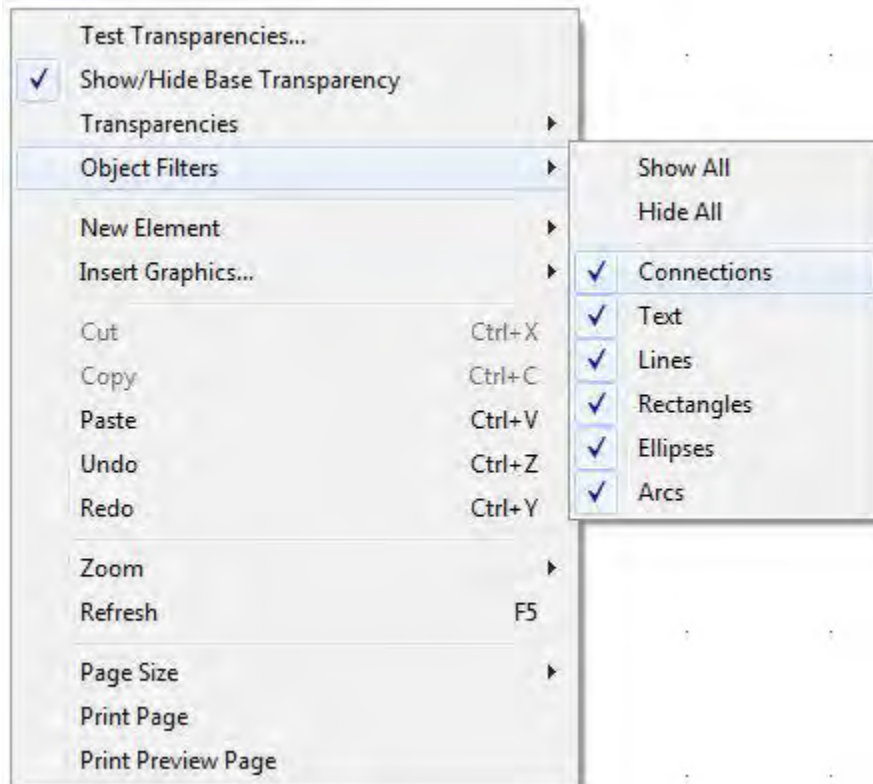 Test Transparencies...
Show/Hide Base Transparency
Transparencies
Object Filters
New Element
Insert Graphics...
Cut Ctrl+X
Copy Ctrl+C
Paste Ctrl+V
Undo Ctrl+Z
Redo Ctrl+Y
Zoom
Refresh F5
Page Size
Print Page
Print Preview Page
Show All
Hide All
Connections
Text
Lines
Rectangles
Ellipses
Arcs